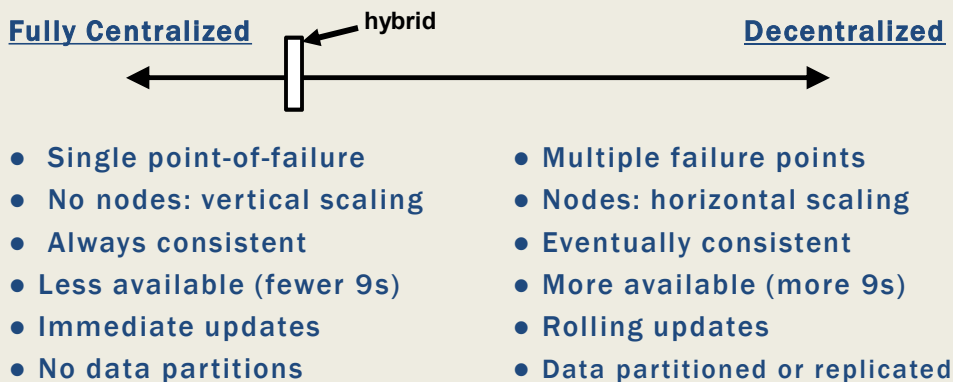 Fully Centralized
hybrid
Decentralized
● Single point-of-failure
● No nodes: vertical scaling
● Always consistent
● Less available (fewer 9s)
● Immediate updates
● No data partitions
● Multiple failure points
● Nodes: horizontal scaling
● Eventually consistent
● More available (more 9s)
● Rolling updates
● Data partitioned or replicated